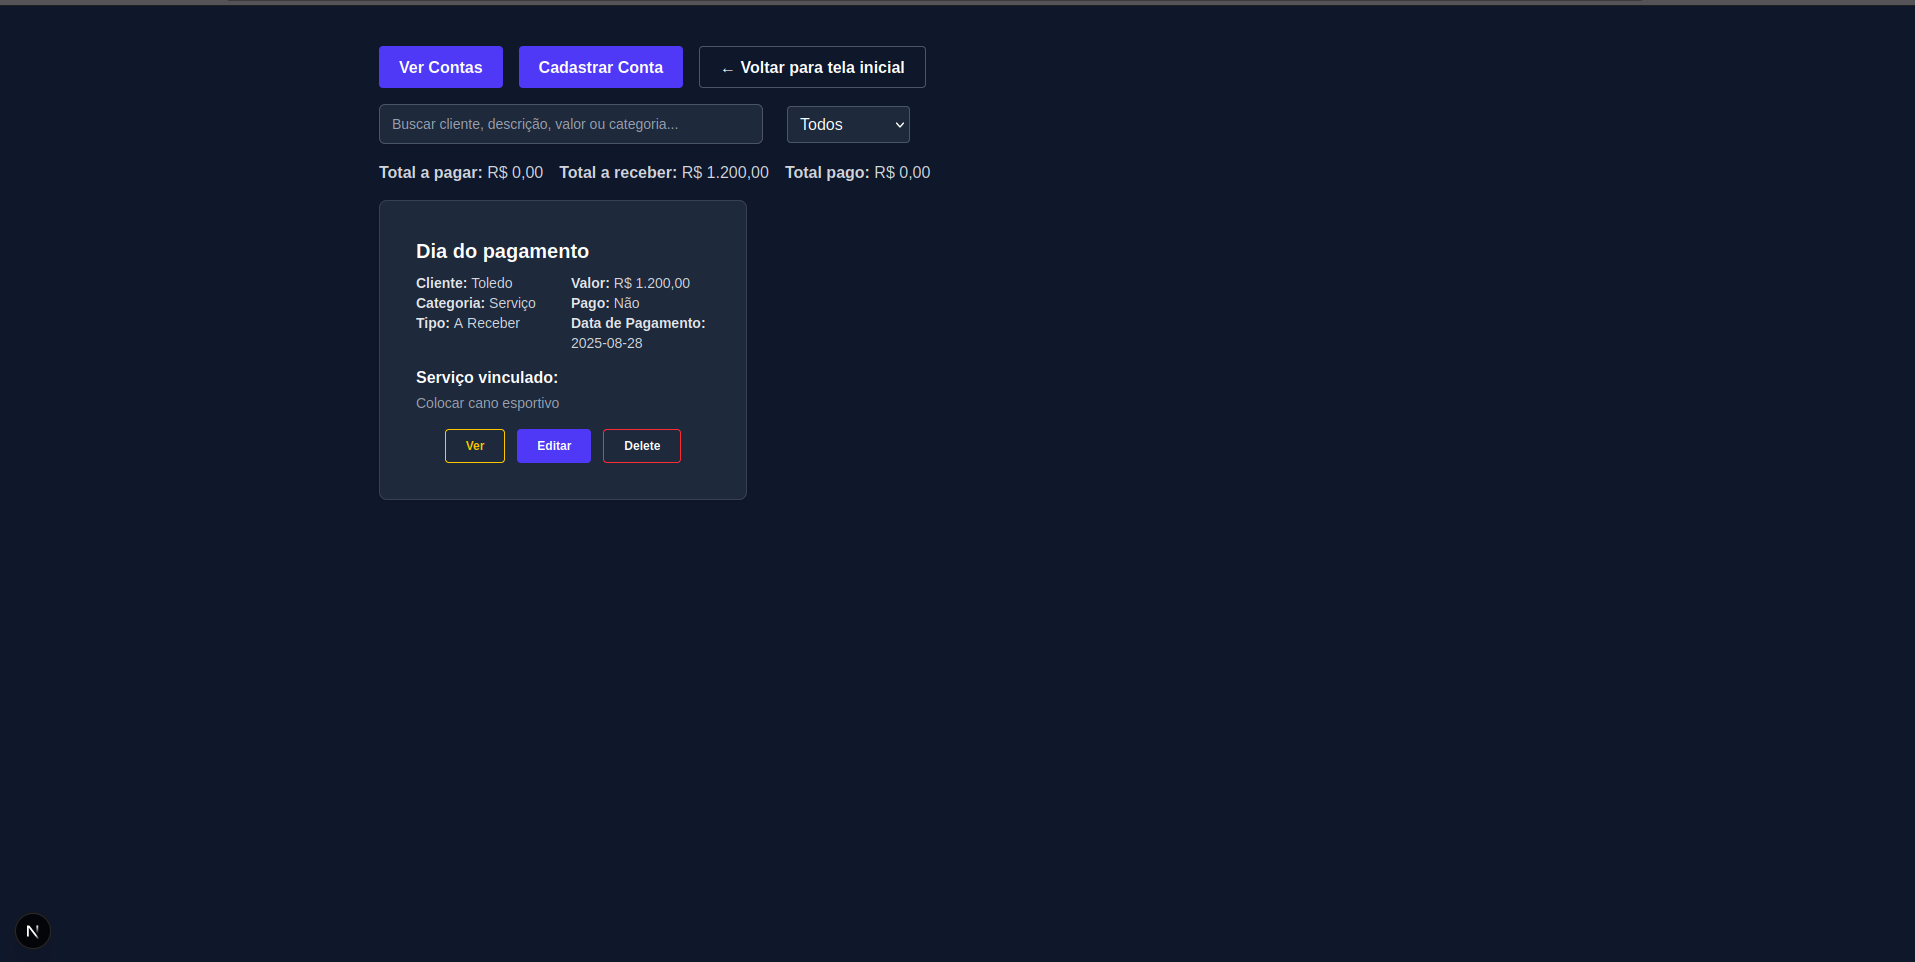 Ver Contas Cadastrar Conta ← Voltar para tela inicial
Buscar cliente, descrição, valor ou categoria... Todos
Total a pagar: R$ 0,00 Total a receber: R$ 1.200,00 Total pago: R$ 0,00
Dia do pagamento
Cliente: Toledo Valor: R$ 1.200,00
Categoria: Serviço Pago: Não
Tipo: A Receber Data de Pagamento:
2025-08-28
Serviço vinculado:
Colocar cano esportivo
Ver Editar Delete
N